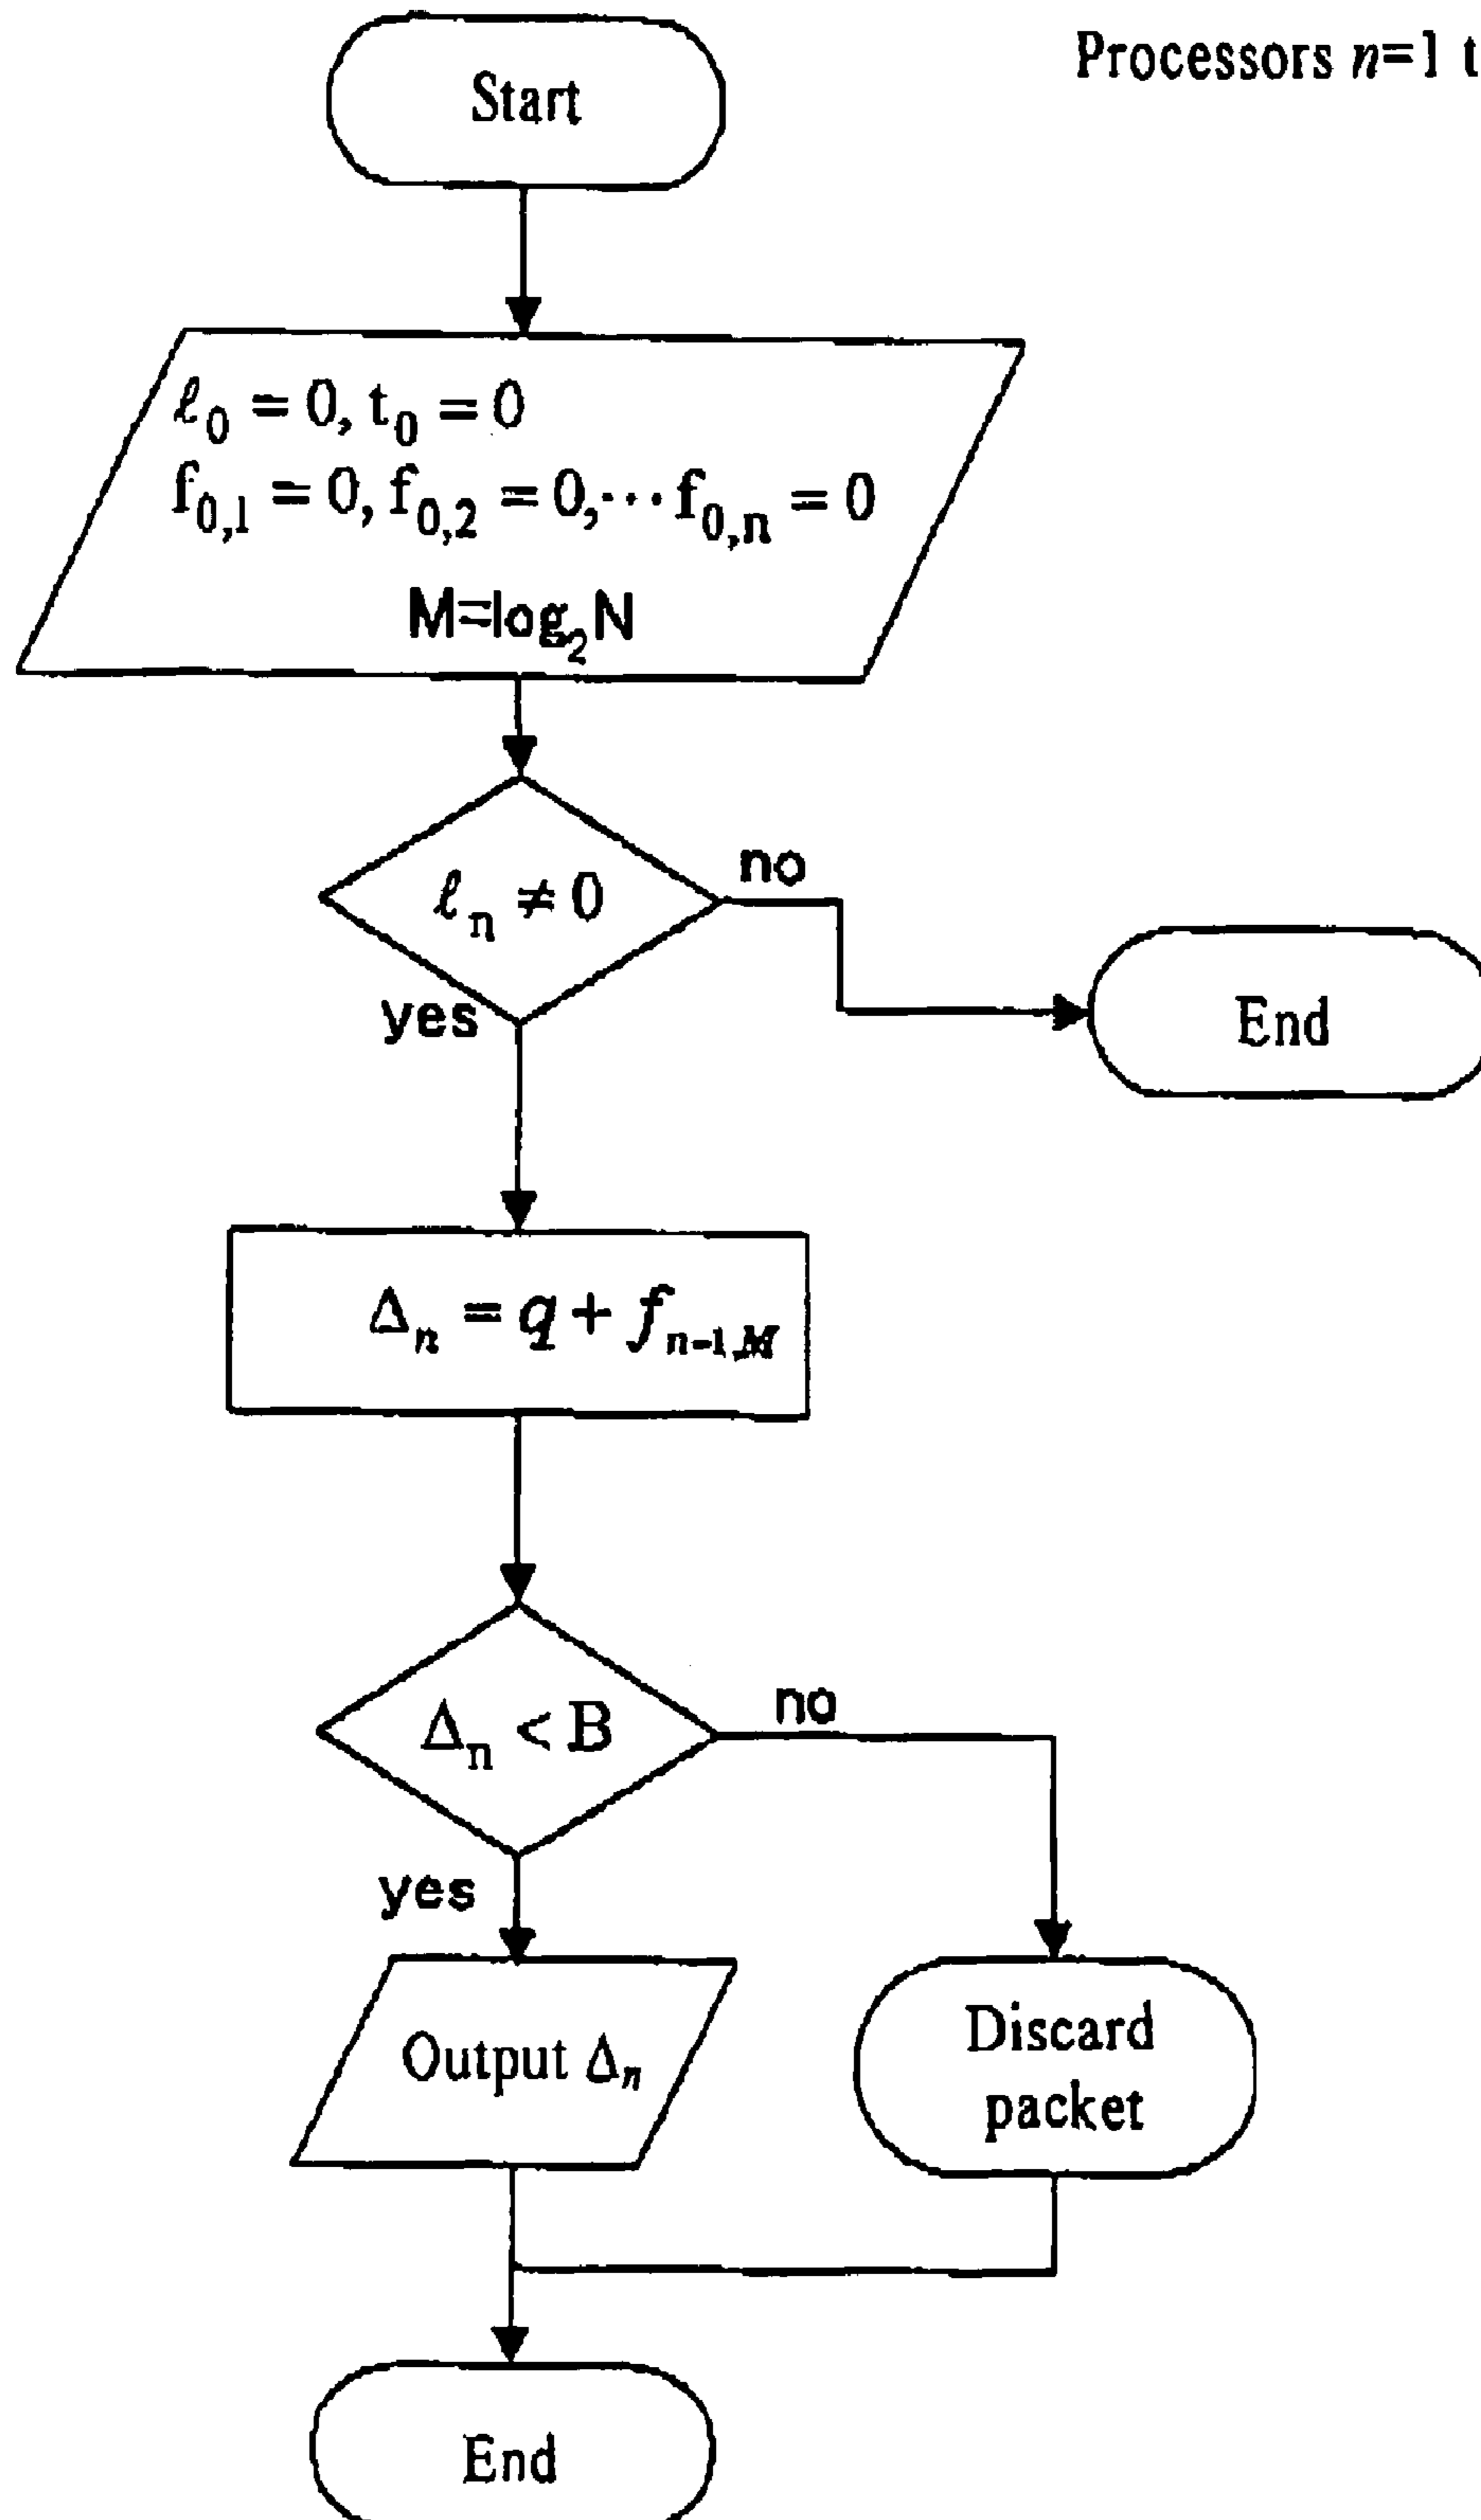 Start
Processors n=1 t
ℓ₀ = 0, t₀ = 0
f₀,₁ = 0, f₀,₂ = 0, ··· f₀,ₙ = 0
M=log₂N
ℓₙ ≠ 0
no
End
yes
Δₙ = q + fₙ₋₁,M
Δₙ < B
no
yes
Output Δₙ
Discard
packet
End